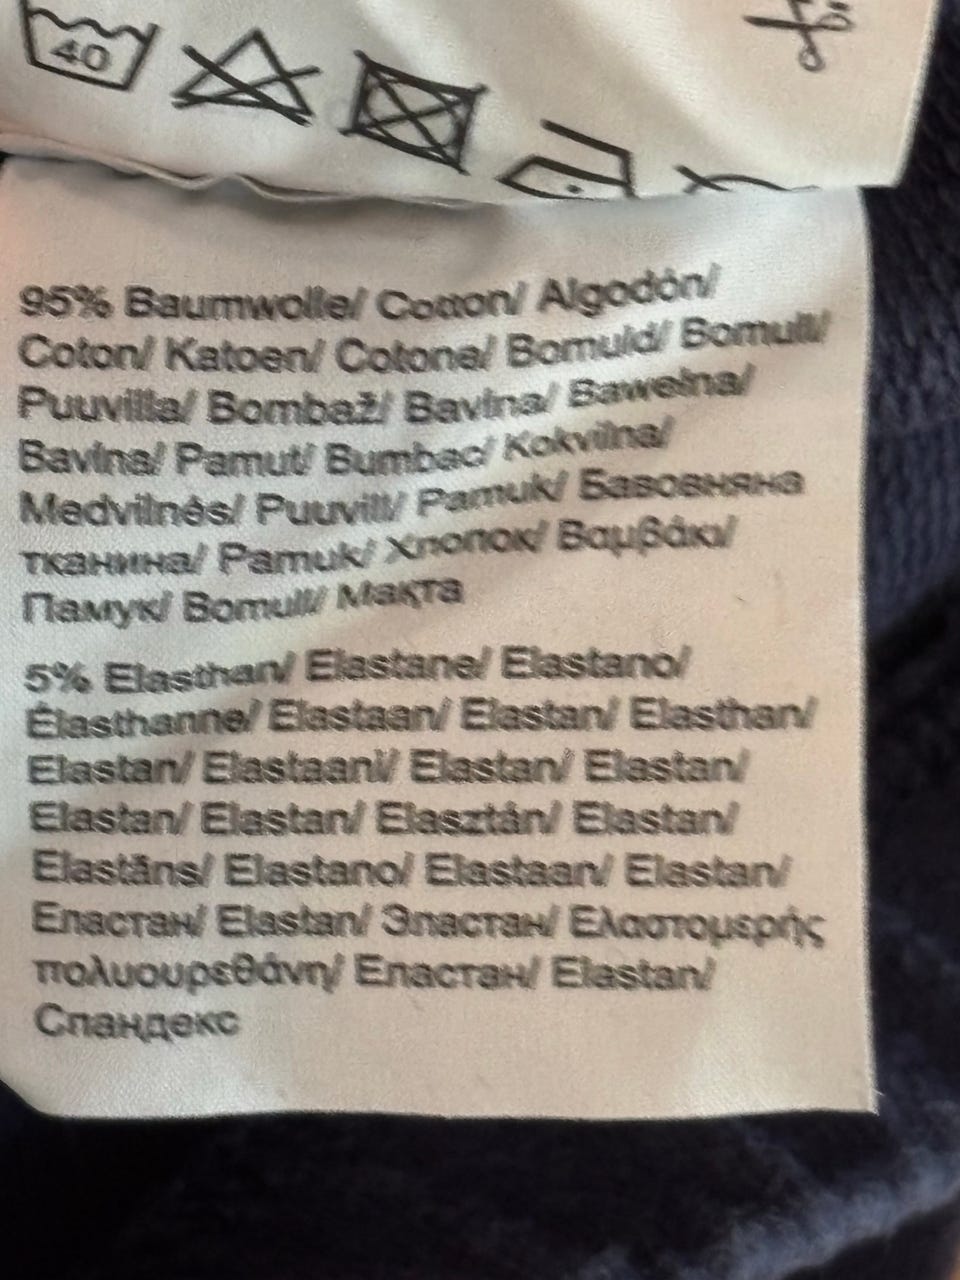 40
95% Baumwolle/ Cotton/ Algodón/
Coton/ Katoen/ Cotone/ Bomuld/ Bomull/
Puuvilla/ Bombaž/ Bavlna/ Bawełna/
Bavlna/ Pamut/ Bumbac/ Kokvilna/
Medvilnės/ Puuvill/ Pamuk/ Бавовняна
тканина/ Pamuk/ Хлопок/ Βαμβάκι/
Памук/ Bomull/ Мақта
5% Elasthan/ Elastane/ Elastano/
Élasthanne/ Elastaan/ Elastan/ Elasthan/
Elastan/ Elastaani/ Elastan/ Elastan/
Elastan/ Elastan/ Elasztán/ Elastan/
Elastāns/ Elastano/ Elastaan/ Elastan/
Еластан/ Elastan/ Эластан/ Ελαστομερής
πολυουρεθάνη/ Еластан/ Elastan/
Спандекс